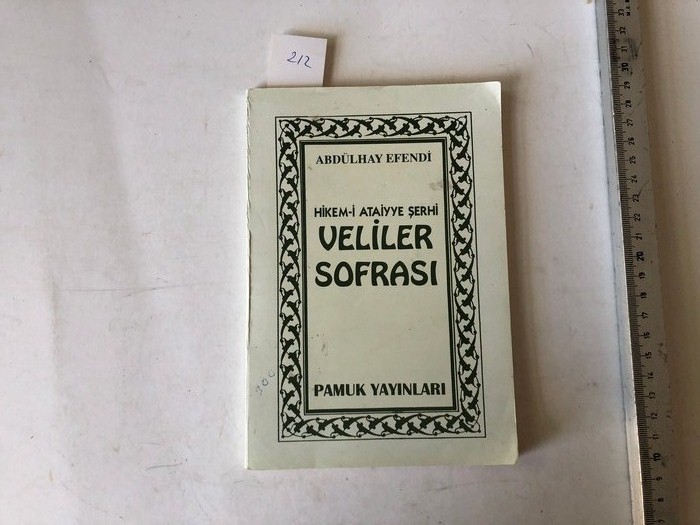 212
ABDÜLHAY EFENDİ
HİKEM-İ ATAİYYE ŞERHİ
VELİLER
SOFRASI
PAMUK YAYINLARI